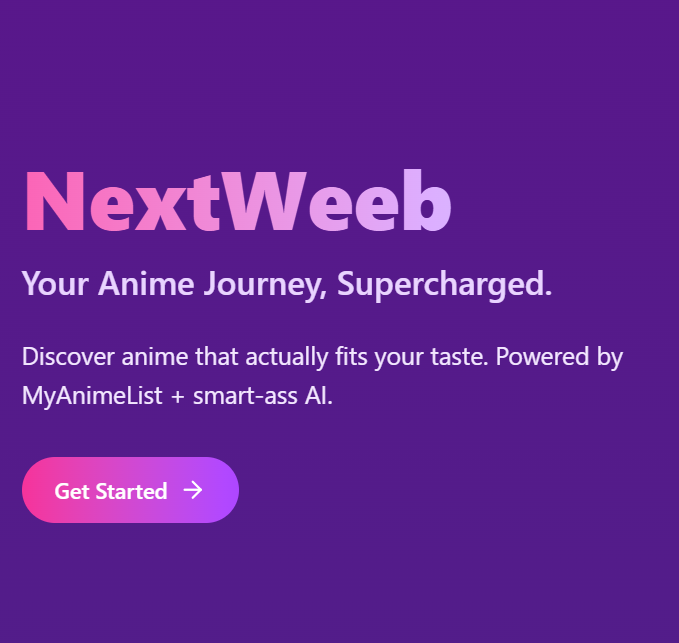 NextWeeb
Your Anime Journey, Supercharged.
Discover anime that actually fits your taste. Powered by
MyAnimeList + smart-ass AI.
Get Started →